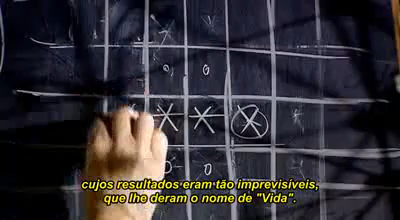 cujos resultados eram tão imprevisíveis,
que lhe deram o nome de "Vida".